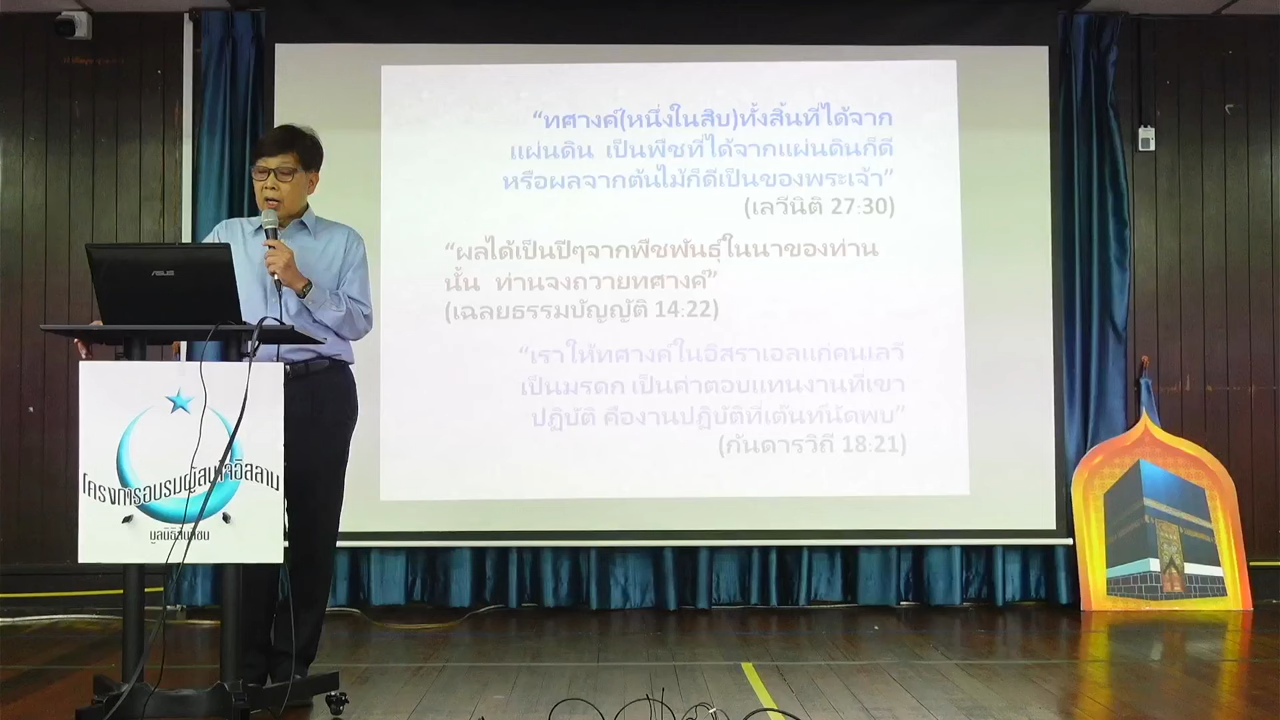 “ทศางค์(หนึ่งในสิบ)ทั้งสิ้นที่ได้จาก
แผ่นดิน เป็นพืชที่ได้จากแผ่นดินก็ดี
หรือผลจากต้นไม้ก็ดีเป็นของพระเจ้า”
(เลวีนิติ 27:30)
“ผลได้เป็นปีๆจากพืชพันธุ์ในนาของท่าน
นั้น ท่านจงถวายทศางค์”
(เฉลยธรรมบัญญัติ 14:22)
“เราให้ทศางค์ในอิสราเอลแก่คนเลวี
เป็นมรดก เป็นค่าตอบแทนงานที่เขา
ปฏิบัติ คืองานปฏิบัติที่เต้นท์นัดพบ”
(กันดารวิถี 18:21)
ASUS
โครงการอบรมผู้สนใจอิสลาม
มูลนิธิสันติชน